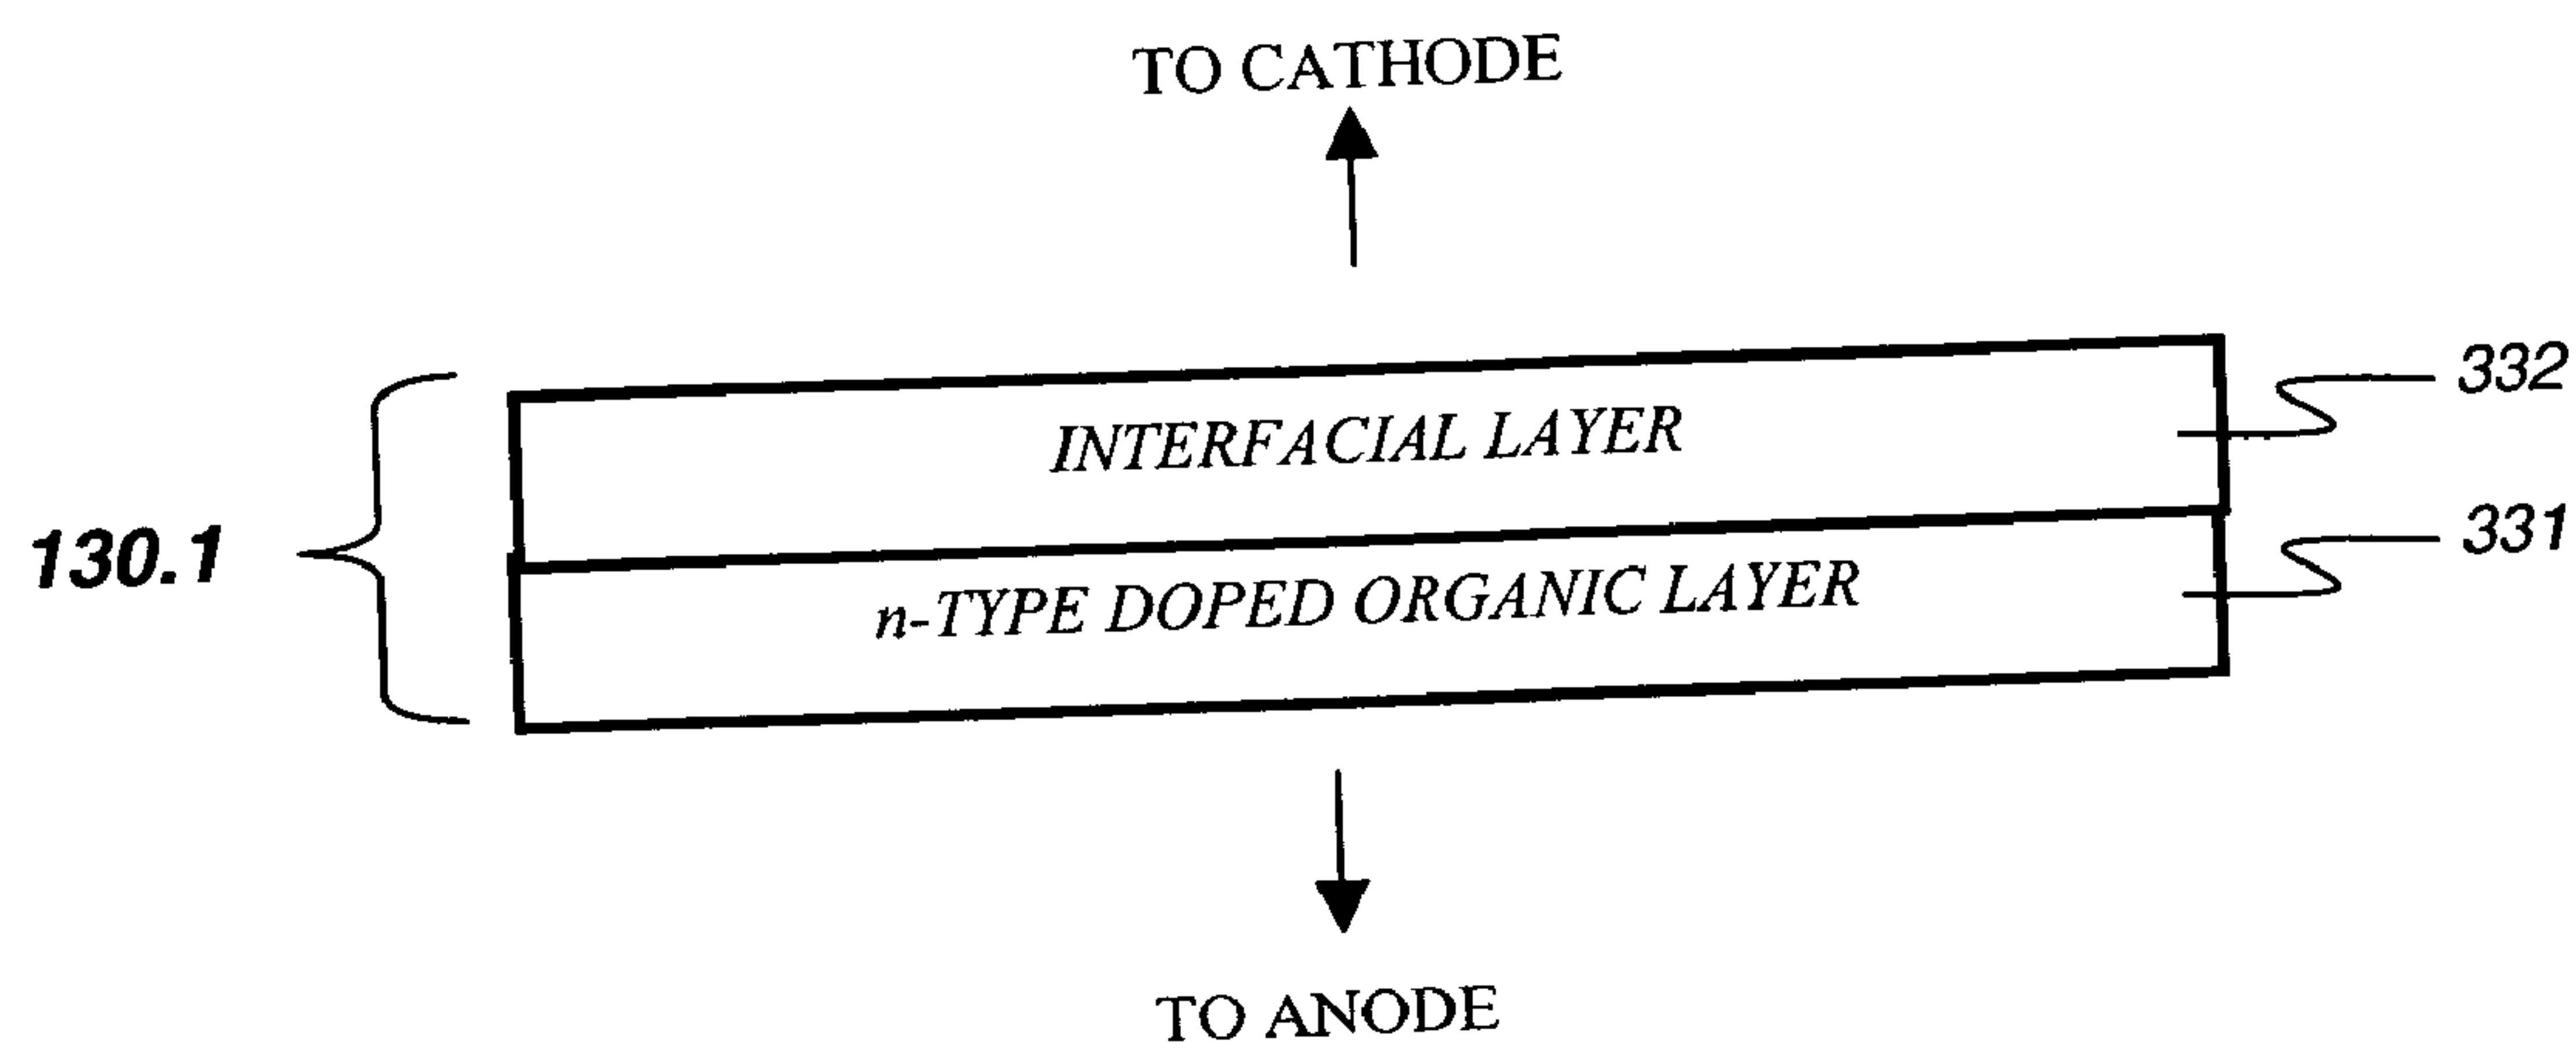 TO CATHODE
332
INTERFACIAL LAYER
130.1
331
n-TYPE DOPED ORGANIC LAYER
TO ANODE